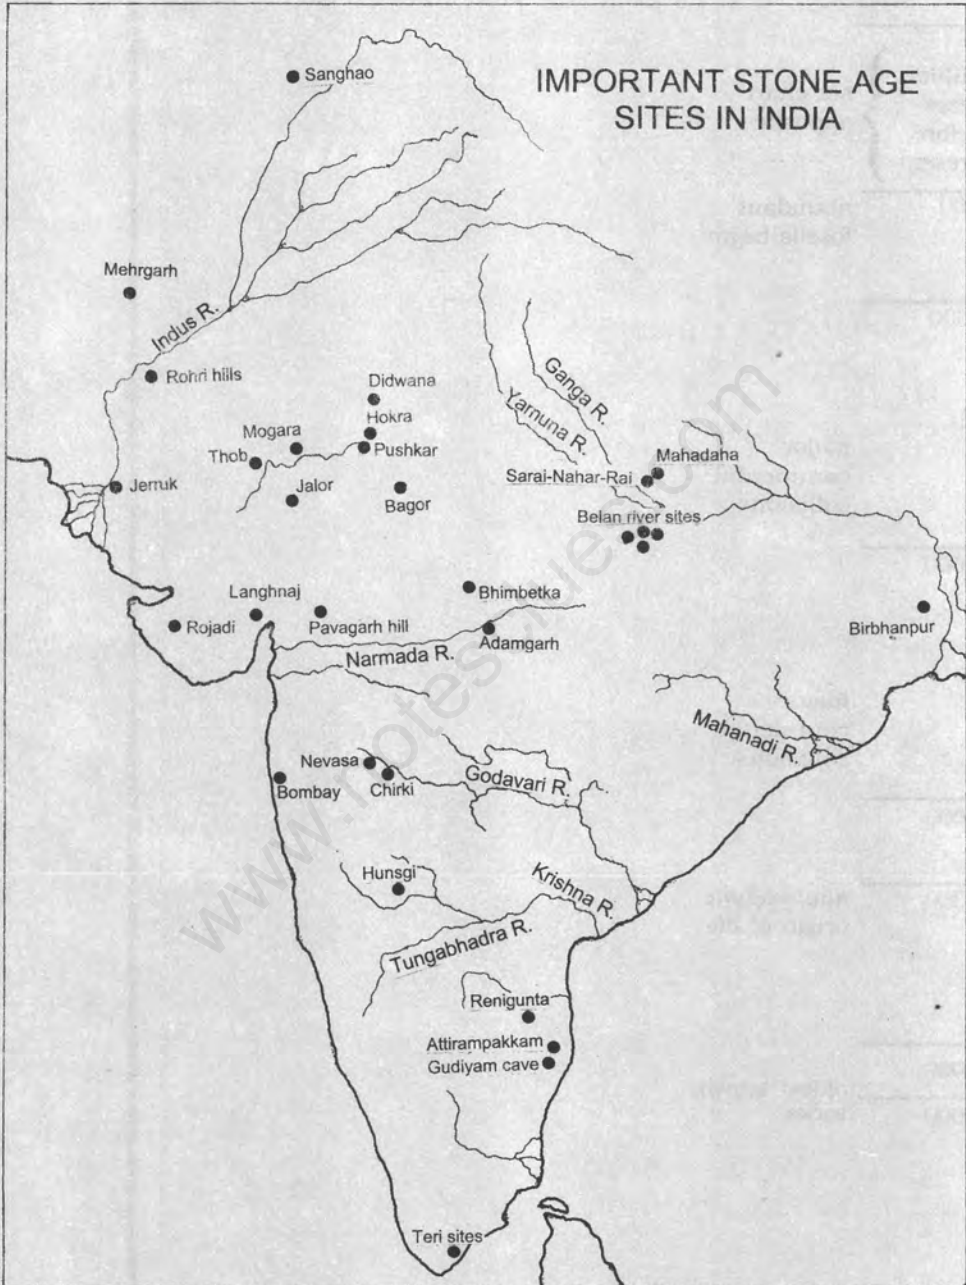 IMPORTANT STONE AGE
SITES IN INDIA
Sanghao
Mehrgarh
Indus R.
Rohri hills
Didwana
Hokra
Mogara
Pushkar
Thob
Jerruk
Jalor
Bagor
Ganga R.
Yamuna R.
Mahadaha
Sarai-Nahar-Rai
Belan river sites
Langhnaj
Bhimbetka
Rojadi
Pavagarh hill
Adamgarh
Birbhanpur
Narmada R.
Mahanadi R.
Nevasa
Bombay
Chirki
Godavari R.
Hunsgi
Krishna R.
Tungabhadra R.
Renigunta
Attirampakkam
Gudiyam cave
Teri sites